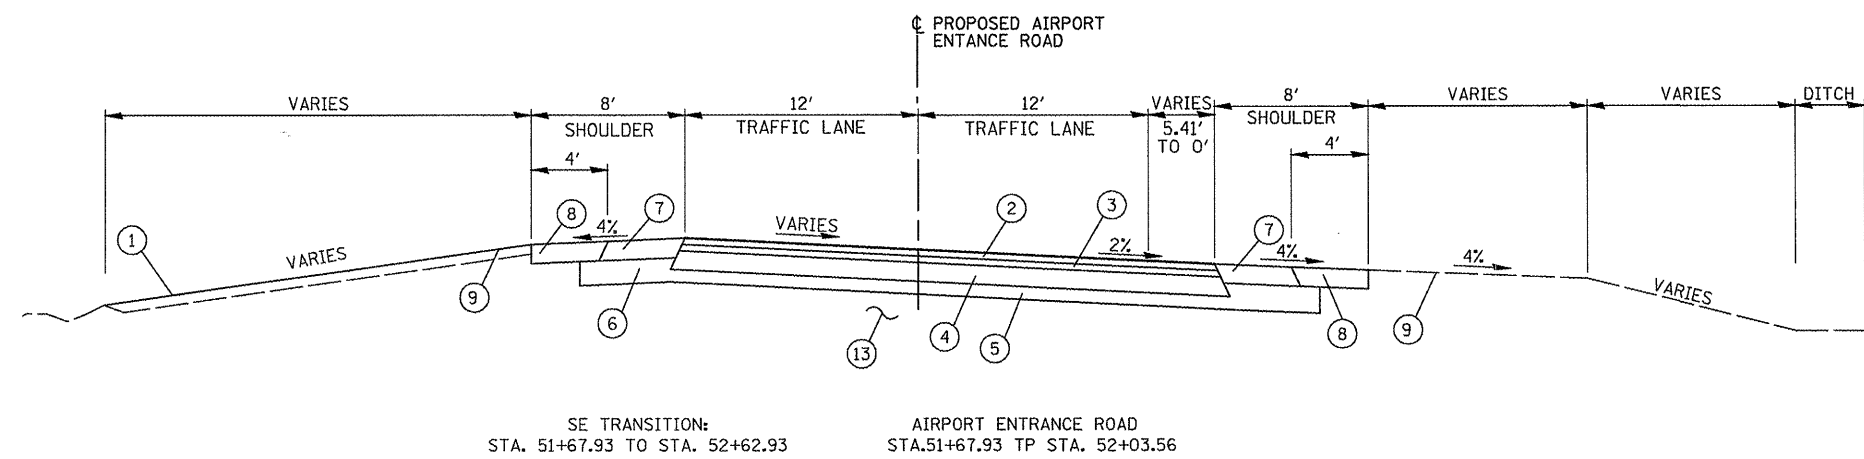 ℄ PROPOSED AIRPORT
ENTANCE ROAD
VARIES
8'
SHOULDER
12'
TRAFFIC LANE
12'
TRAFFIC LANE
VARIES
5.41'
TO 0'
8'
SHOULDER
VARIES
VARIES
DITCH
4'
4'
1
VARIES
9
8
4%
7
6
VARIES
13
2
3
4
5
2%
7
4%
8
4%
9
VARIES
SE TRANSITION:
STA. 51+67.93 TO STA. 52+62.93
AIRPORT ENTRANCE ROAD
STA.51+67.93 TP STA. 52+03.56